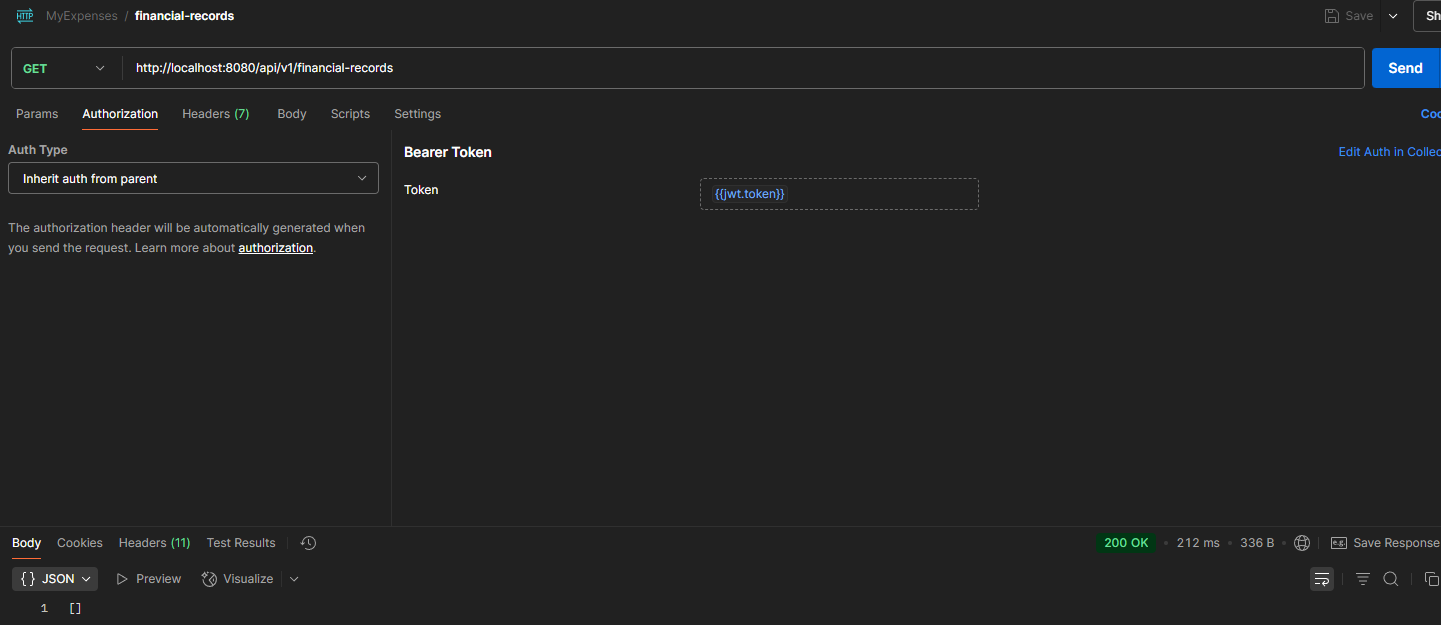 HTTP MyExpenses / financial-records Save Sh
GET http://localhost:8080/api/v1/financial-records Send
Params Authorization Headers (7) Body Scripts Settings Coo
Auth Type Bearer Token Edit Auth in Collec
Inherit auth from parent
Token {{jwt.token}}
The authorization header will be automatically generated when
you send the request. Learn more about authorization.
Body Cookies Headers (11) Test Results 200 OK • 212 ms • 336 B • e.g. Save Response
{} JSON Preview Visualize
1 []